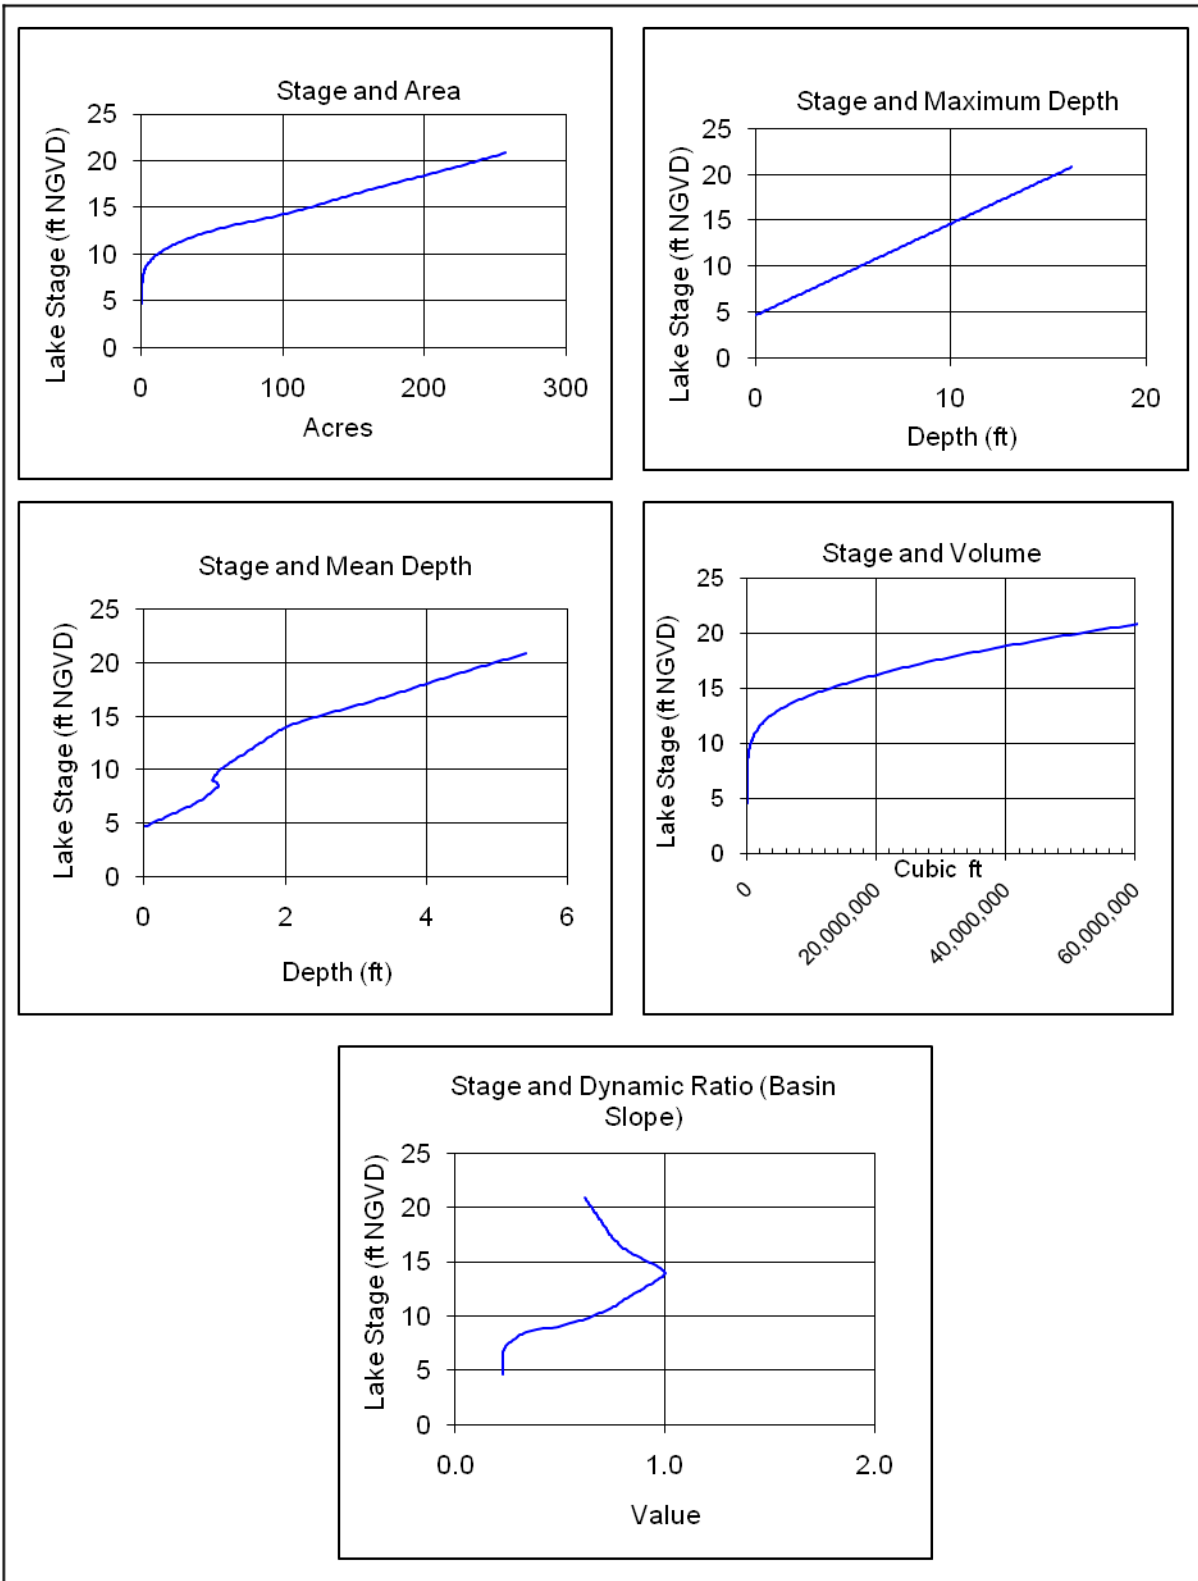 Stage and Area
Lake Stage (ft NGVD)
25
20
15
10
5
0
0 100 200 300
Acres
Stage and Maximum Depth
Lake Stage (ft NGVD)
25
20
15
10
5
0
0 10 20
Depth (ft)
Stage and Mean Depth
Lake Stage (ft NGVD)
25
20
15
10
5
0
0 2 4 6
Depth (ft)
Stage and Volume
Lake Stage (ft NGVD)
25
20
15
10
5
0
Cubic ft
0 20,000,000 40,000,000 60,000,000
Stage and Dynamic Ratio (Basin
Slope)
Lake Stage (ft NGVD)
25
20
15
10
5
0
0.0 1.0 2.0
Value